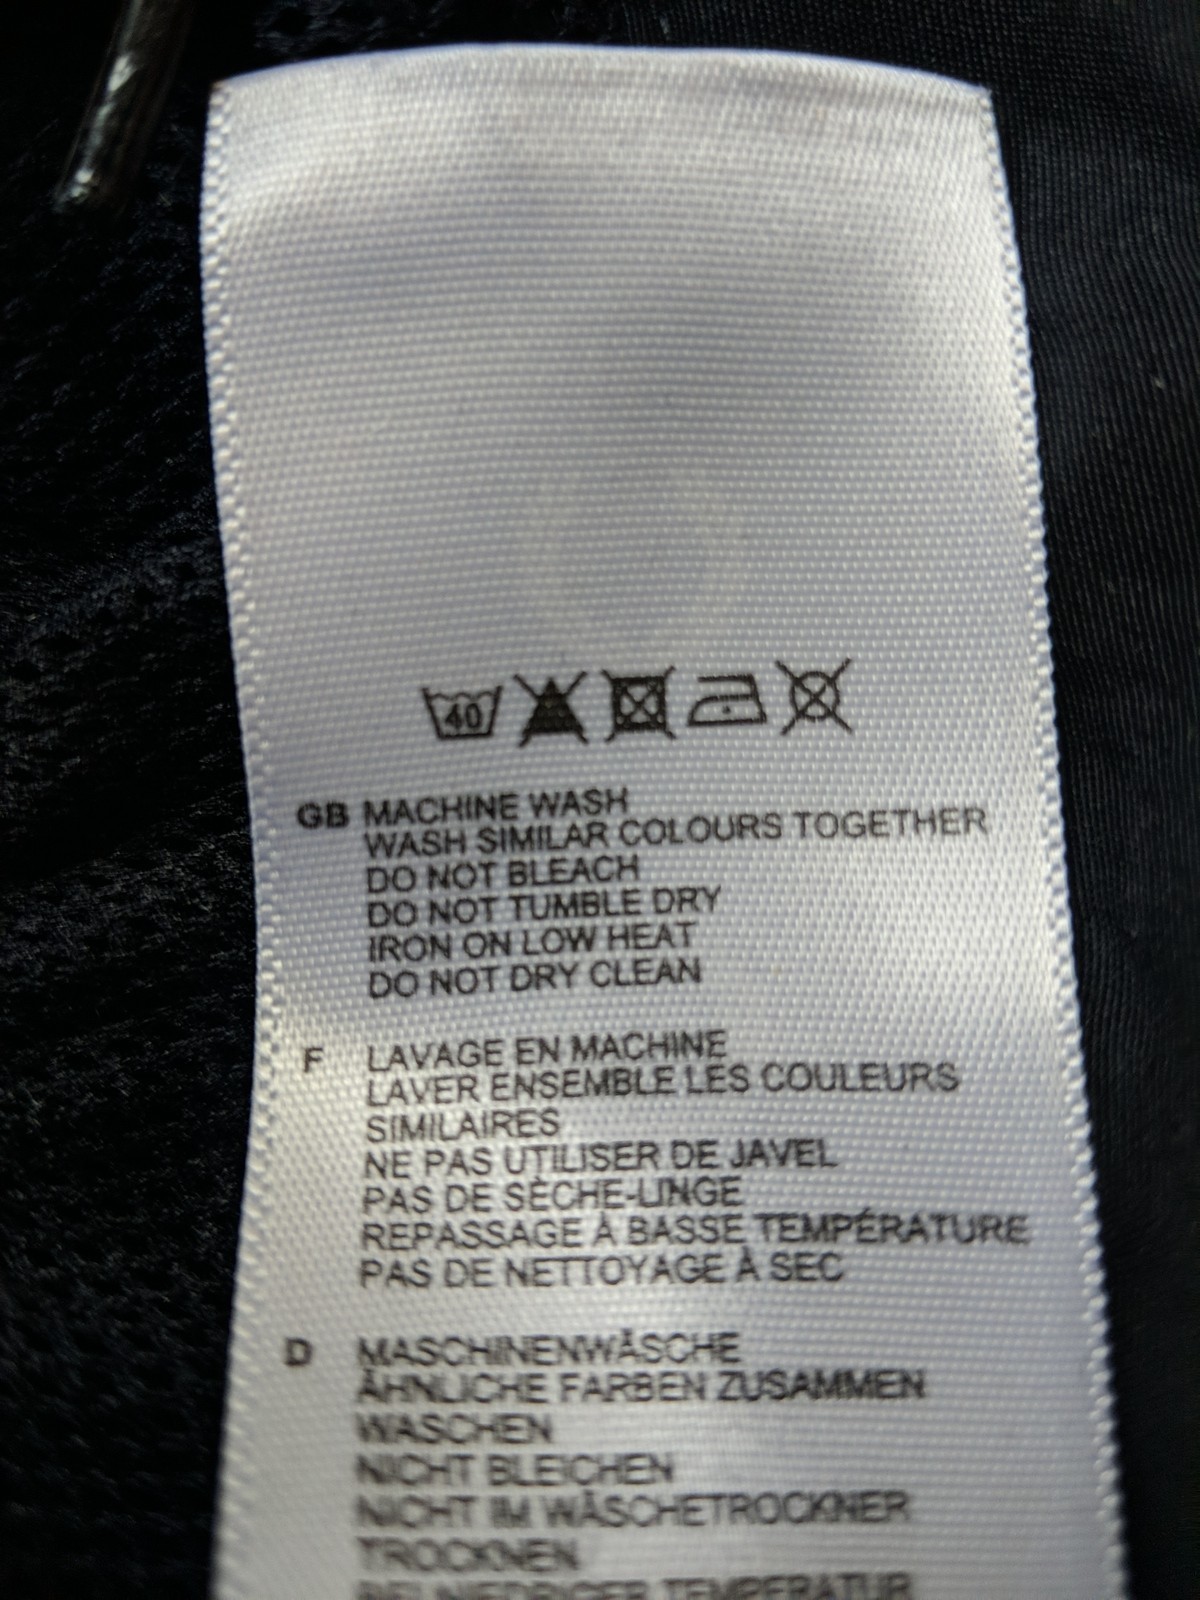 40
GB MACHINE WASH
WASH SIMILAR COLOURS TOGETHER
DO NOT BLEACH
DO NOT TUMBLE DRY
IRON ON LOW HEAT
DO NOT DRY CLEAN
F LAVAGE EN MACHINE
LAVER ENSEMBLE LES COULEURS
SIMILAIRES
NE PAS UTILISER DE JAVEL
PAS DE SÈCHE-LINGE
REPASSAGE À BASSE TEMPÉRATURE
PAS DE NETTOYAGE À SEC
D MASCHINENWÄSCHE
ÄHNLICHE FARBEN ZUSAMMEN
WASCHEN
NICHT BLEICHEN
NICHT IM WÄSCHETROCKNER
TROCKNEN
BEI NIEDRIGER TEMPERATUR